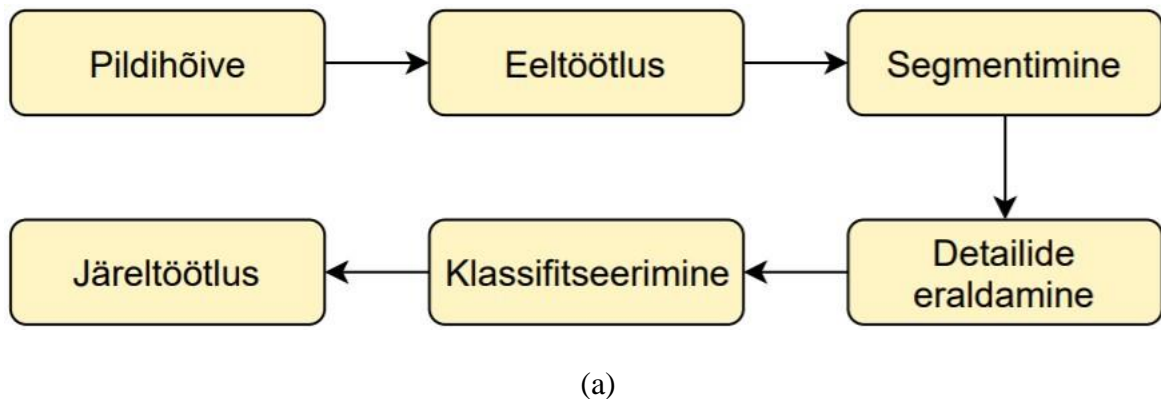 Pildihõive
Eeltöötlus
Segmentimine
Detailide
eraldamine
Klassifitseerimine
Järeltöötlus
(a)